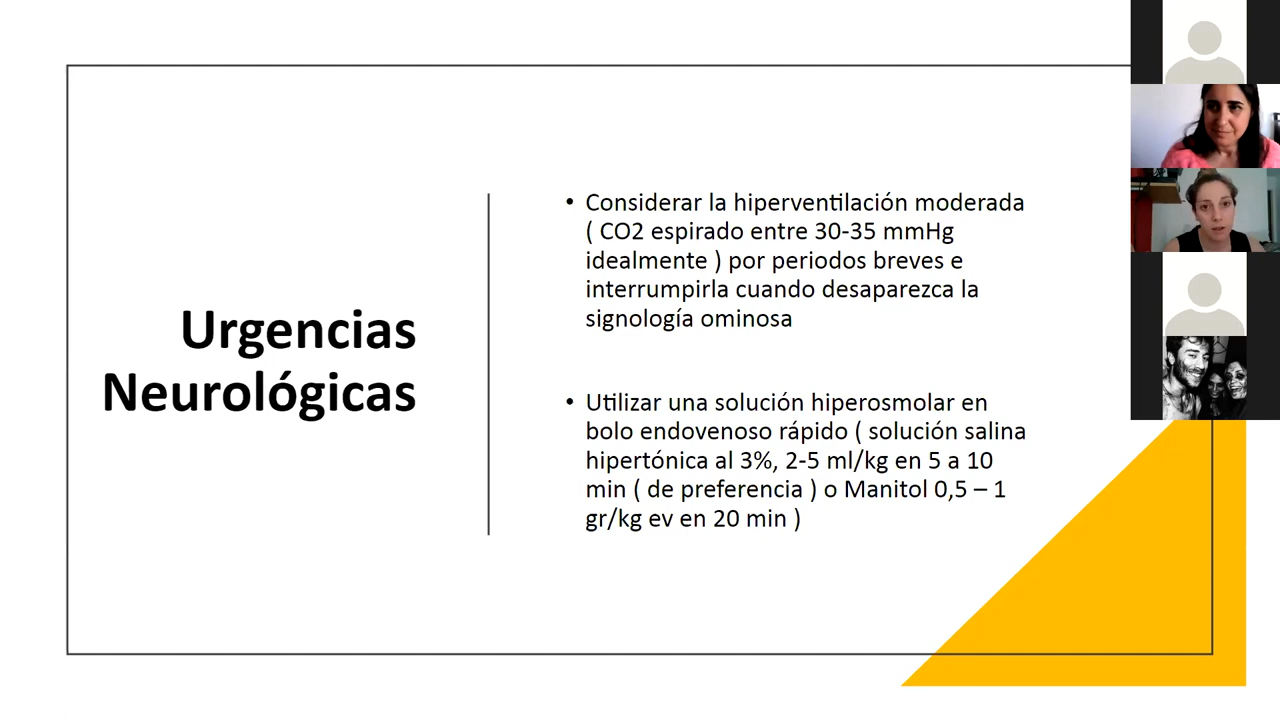 Urgencias
Neurológicas
• Considerar la hiperventilación moderada
( CO2 espirado entre 30-35 mmHg
idealmente ) por periodos breves e
interrumpirla cuando desaparezca la
signología ominosa
• Utilizar una solución hiperosmolar en
bolo endovenoso rápido ( solución salina
hipertónica al 3%, 2-5 ml/kg en 5 a 10
min ( de preferencia ) o Manitol 0,5 – 1
gr/kg ev en 20 min )